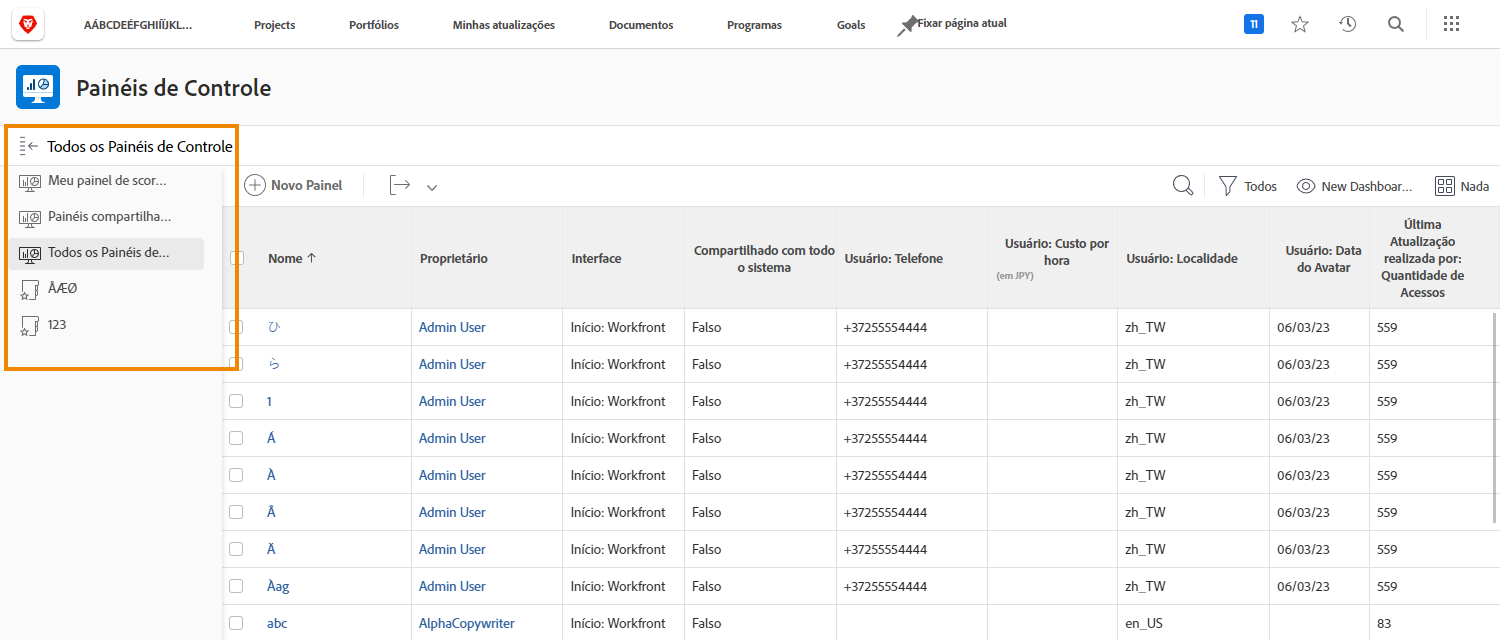 AÁBCDEÉFGHIÍÏJKL...
Projects
Portfólios
Minhas atualizações
Documentos
Programas
Goals
Fixar página atual
11
Painéis de Controle
Todos os Painéis de Controle
Meu painel de scor...
Painéis compartilha...
Todos os Painéis de...
ÅÆØ
123
Novo Painel
Todos
New Dashboar...
Nada
Nome ↑
Proprietário
Interface
Compartilhado com todo
o sistema
Usuário: Telefone
Usuário: Custo por
hora
(em JPY)
Usuário: Localidade
Usuário: Data
do Avatar
Última
Atualização
realizada por:
Quantidade de
Acessos
ひ Admin User Início: Workfront Falso +37255554444 zh_TW 06/03/23 559
ら Admin User Início: Workfront Falso +37255554444 zh_TW 06/03/23 559
1 Admin User Início: Workfront Falso +37255554444 zh_TW 06/03/23 559
Á Admin User Início: Workfront Falso +37255554444 zh_TW 06/03/23 559
À Admin User Início: Workfront Falso +37255554444 zh_TW 06/03/23 559
Â Admin User Início: Workfront Falso +37255554444 zh_TW 06/03/23 559
Ä Admin User Início: Workfront Falso +37255554444 zh_TW 06/03/23 559
Àag Admin User Início: Workfront Falso +37255554444 zh_TW 06/03/23 559
abc AlphaCopywriter Início: Workfront Falso en_US 83